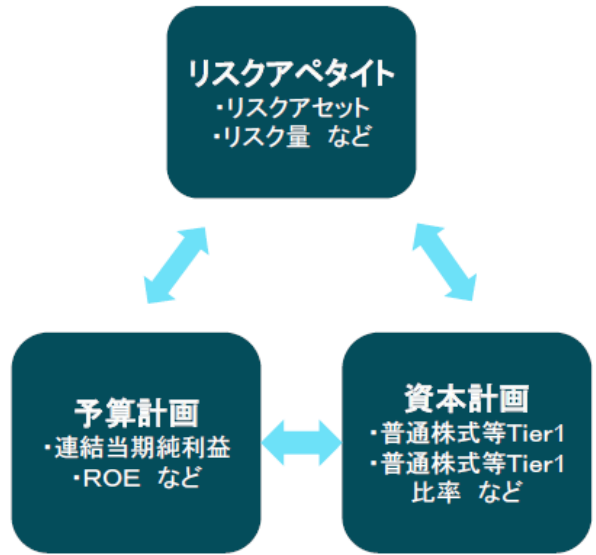 リスクアペタイト
・リスクアセット
・リスク量 など
予算計画
・連結当期純利益
・ROE など
資本計画
・普通株式等Tier1
・普通株式等Tier1
比率 など